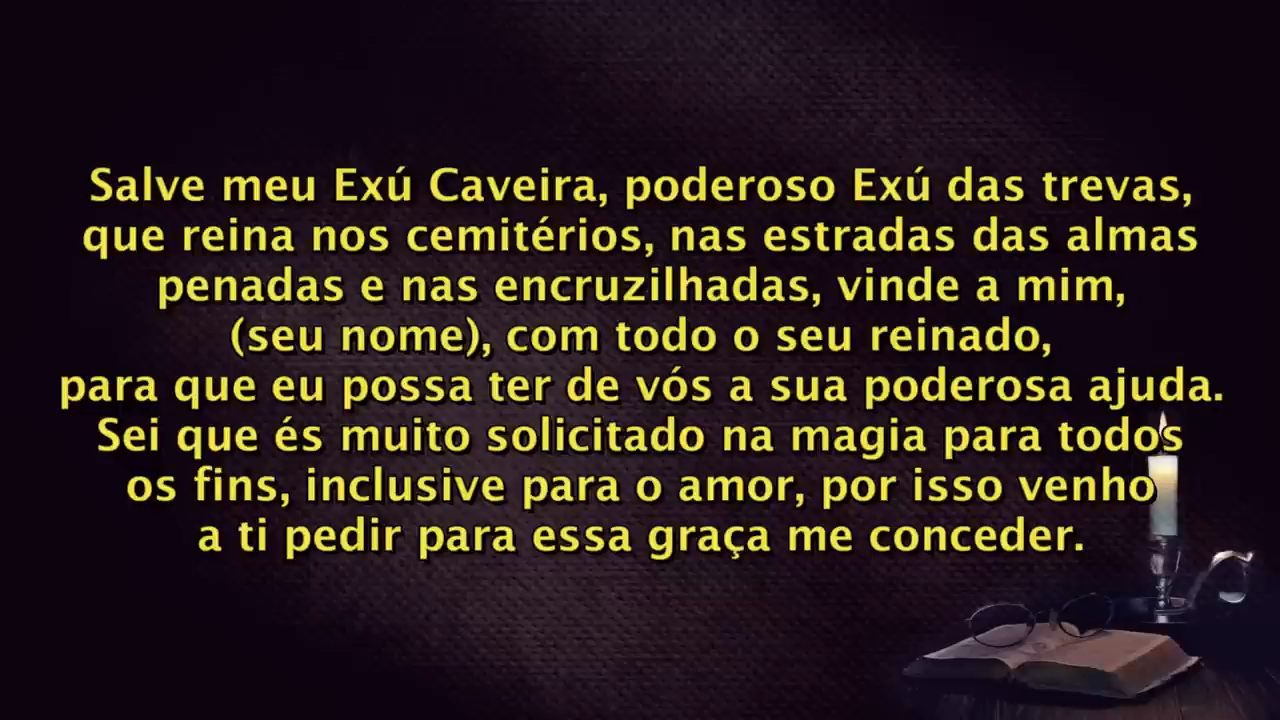 Salve meu Exú Caveira, poderoso Exú das trevas,
que reina nos cemitérios, nas estradas das almas
penadas e nas encruzilhadas, vinde a mim,
(seu nome), com todo o seu reinado,
para que eu possa ter de vós a sua poderosa ajuda.
Sei que és muito solicitado na magia para todos
os fins, inclusive para o amor, por isso venho
a ti pedir para essa graça me conceder.